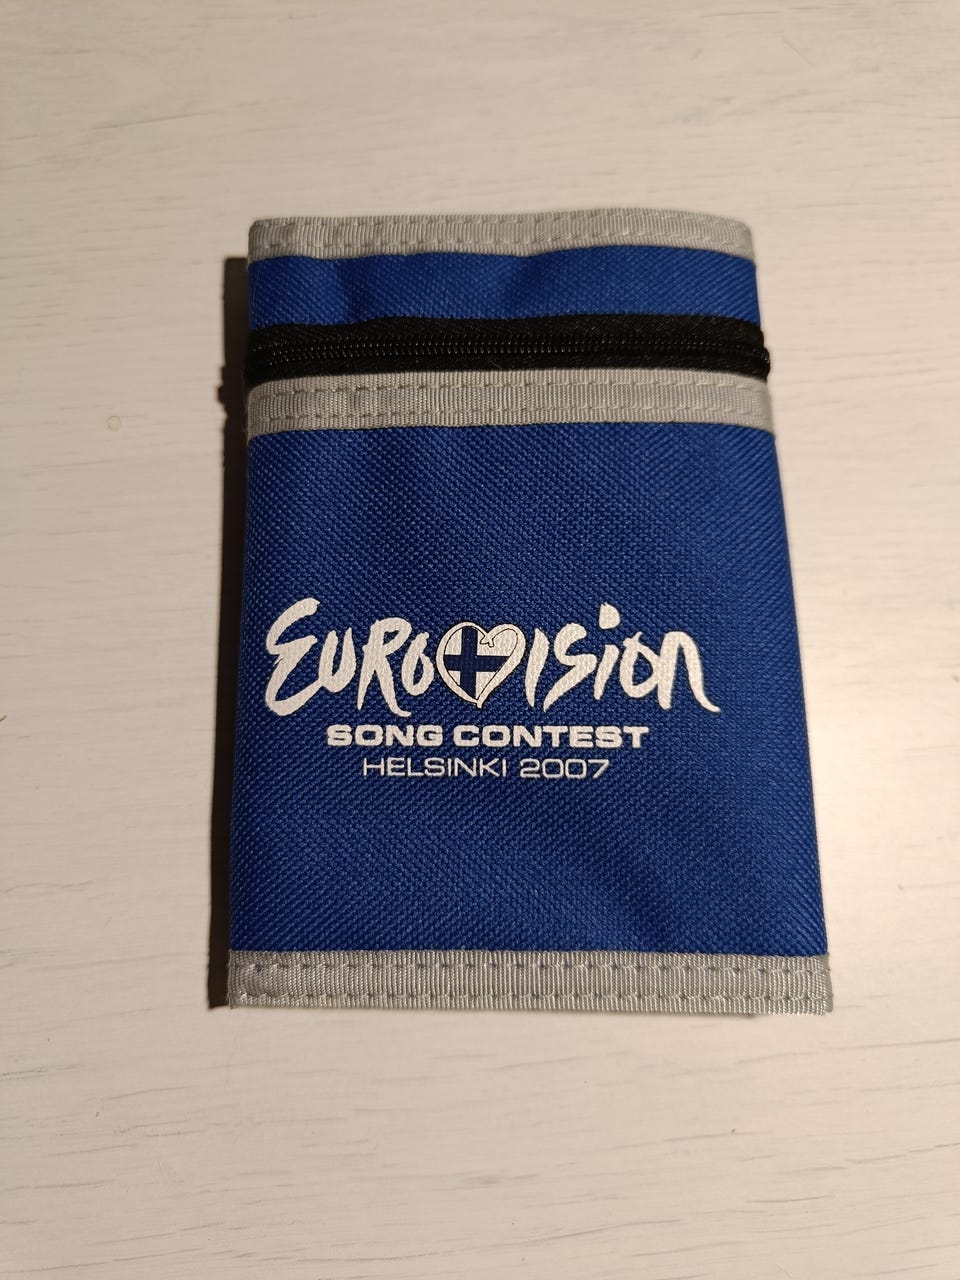 EUROVISION
SONG CONTEST
HELSINKI 2007